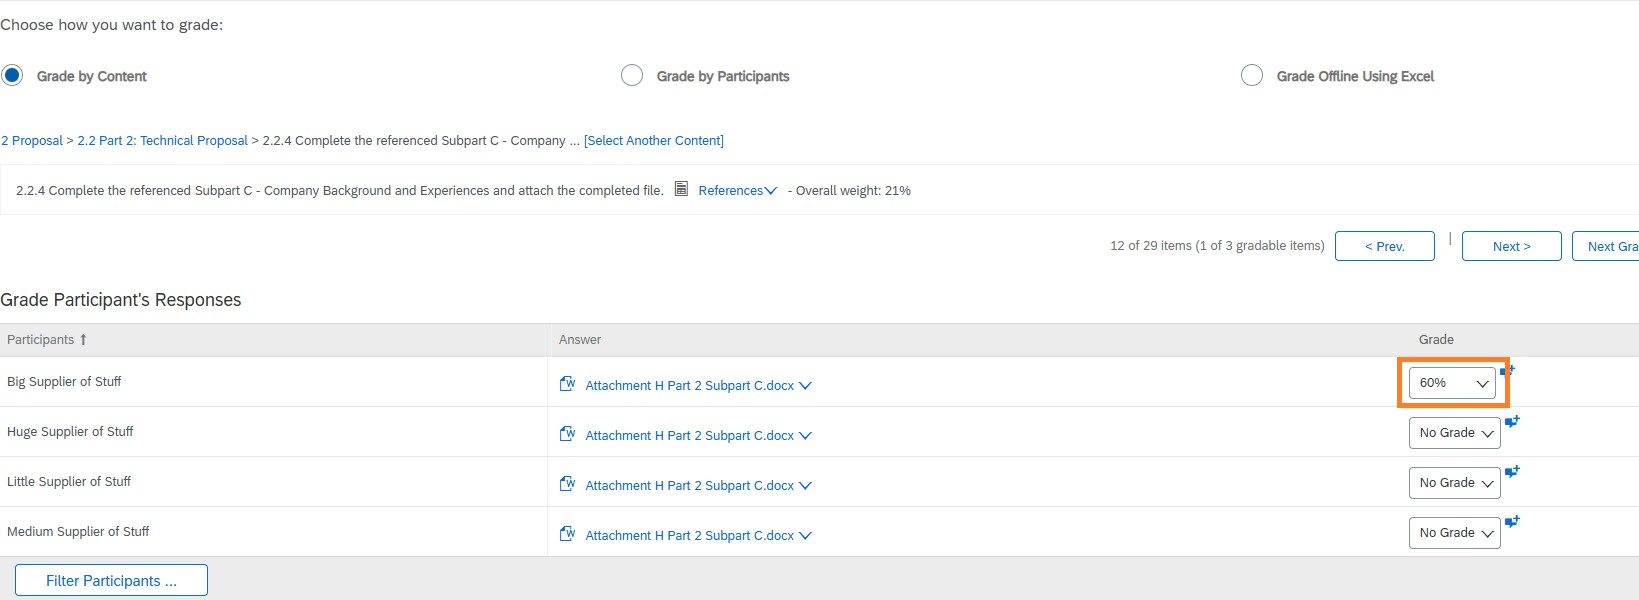 Choose how you want to grade:
Grade by Content Grade by Participants Grade Offline Using Excel
2 Proposal > 2.2 Part 2: Technical Proposal > 2.2.4 Complete the referenced Subpart C - Company ... [Select Another Content]
2.2.4 Complete the referenced Subpart C - Company Background and Experiences and attach the completed file. References - Overall weight: 21%
12 of 29 items (1 of 3 gradable items) < Prev. | Next > Next Gra
Grade Participant's Responses
Participants ↑ Answer Grade
Big Supplier of Stuff Attachment H Part 2 Subpart C.docx 60%
Huge Supplier of Stuff Attachment H Part 2 Subpart C.docx No Grade
Little Supplier of Stuff Attachment H Part 2 Subpart C.docx No Grade
Medium Supplier of Stuff Attachment H Part 2 Subpart C.docx No Grade
Filter Participants ...